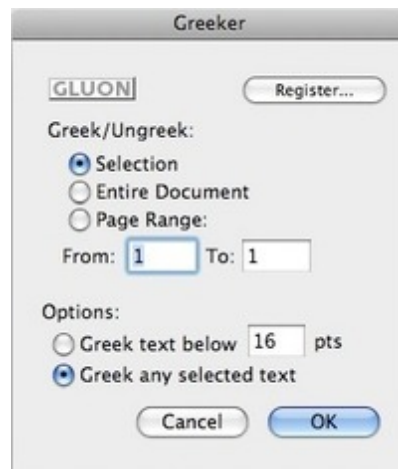 Greeker
GLUON Register...
Greek/Ungreek:
Selection
Entire Document
Page Range:
From: 1 To: 1
Options:
Greek text below 16 pts
Greek any selected text
Cancel OK